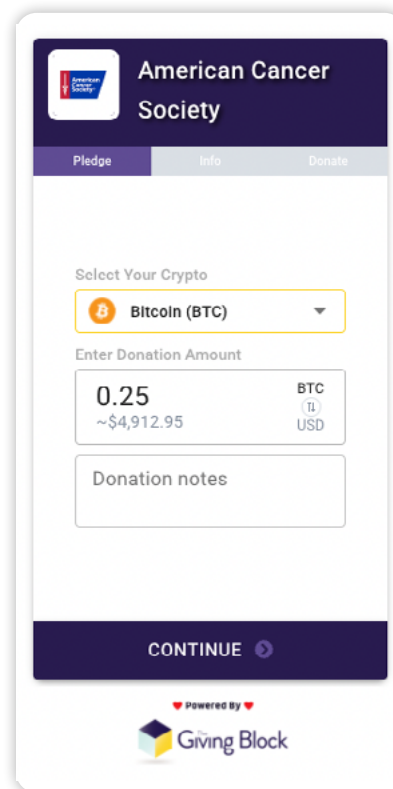 American
Cancer
Society
American Cancer
Society
Pledge
Info
Donate
Select Your Crypto
Bitcoin (BTC)
Enter Donation Amount
0.25
BTC
~$4,912.95
USD
Donation notes
CONTINUE
Powered By
The
Giving Block